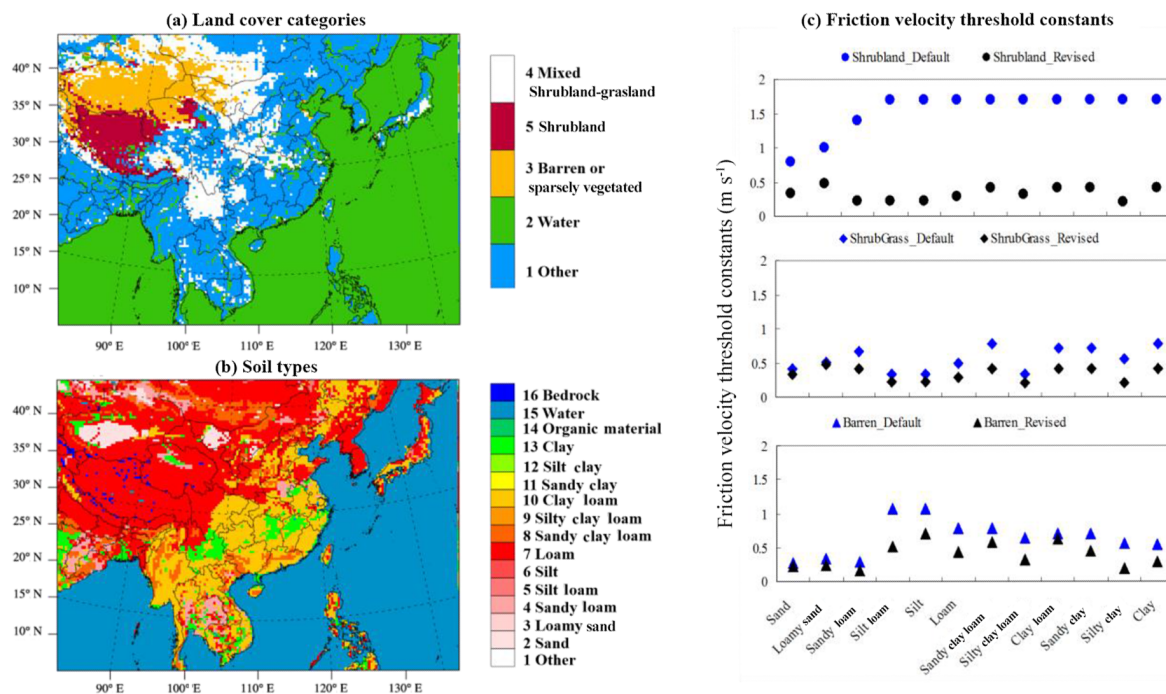 (a) Land cover categories
40° N
35° N
30° N
25° N
20° N
15° N
10° N
90° E
100° E
110° E
120° E
130° E
4 Mixed
Shrubland-grasland
5 Shrubland
3 Barren or
sparsely vegetated
2 Water
1 Other
(b) Soil types
40° N
35° N
30° N
25° N
20° N
15° N
10° N
90° E
100° E
110° E
120° E
130° E
16 Bedrock
15 Water
14 Organic material
13 Clay
12 Silt clay
11 Sandy clay
10 Clay loam
9 Silty clay loam
8 Sandy clay loam
7 Loam
6 Silt
5 Silt loam
4 Sandy loam
3 Loamy sand
2 Sand
1 Other
(c) Friction velocity threshold constants
Friction velocity threshold constants (m s-1)
Shrubland_Default
Shrubland_Revised
2
1.5
1
0.5
0
ShrubGrass_Default
ShrubGrass_Revised
2
1.5
1
0.5
0
Barren_Default
Barren_Revised
2
1.5
1
0.5
0
Sand
Loamy sand
Sandy loam
Silt loam
Silt
Loam
Sandy clay loam
Silty clay loam
Clay loam
Sandy clay
Silty clay
Clay